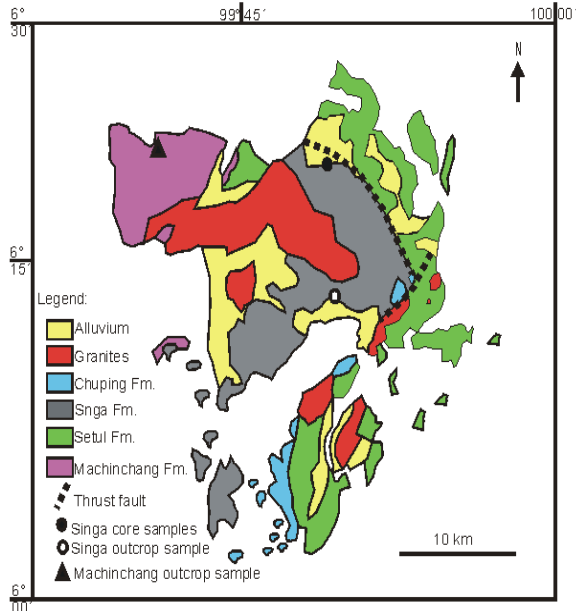 6°
30'
99°45'
100°00'
N
6°
15'
Legend:
Alluvium
Granites
Chuping Fm.
Snga Fm.
Setul Fm.
Machinchang Fm.
Thrust fault
Singa core samples
Singa outcrop sample
Machinchang outcrop sample
10 km
6°
00'